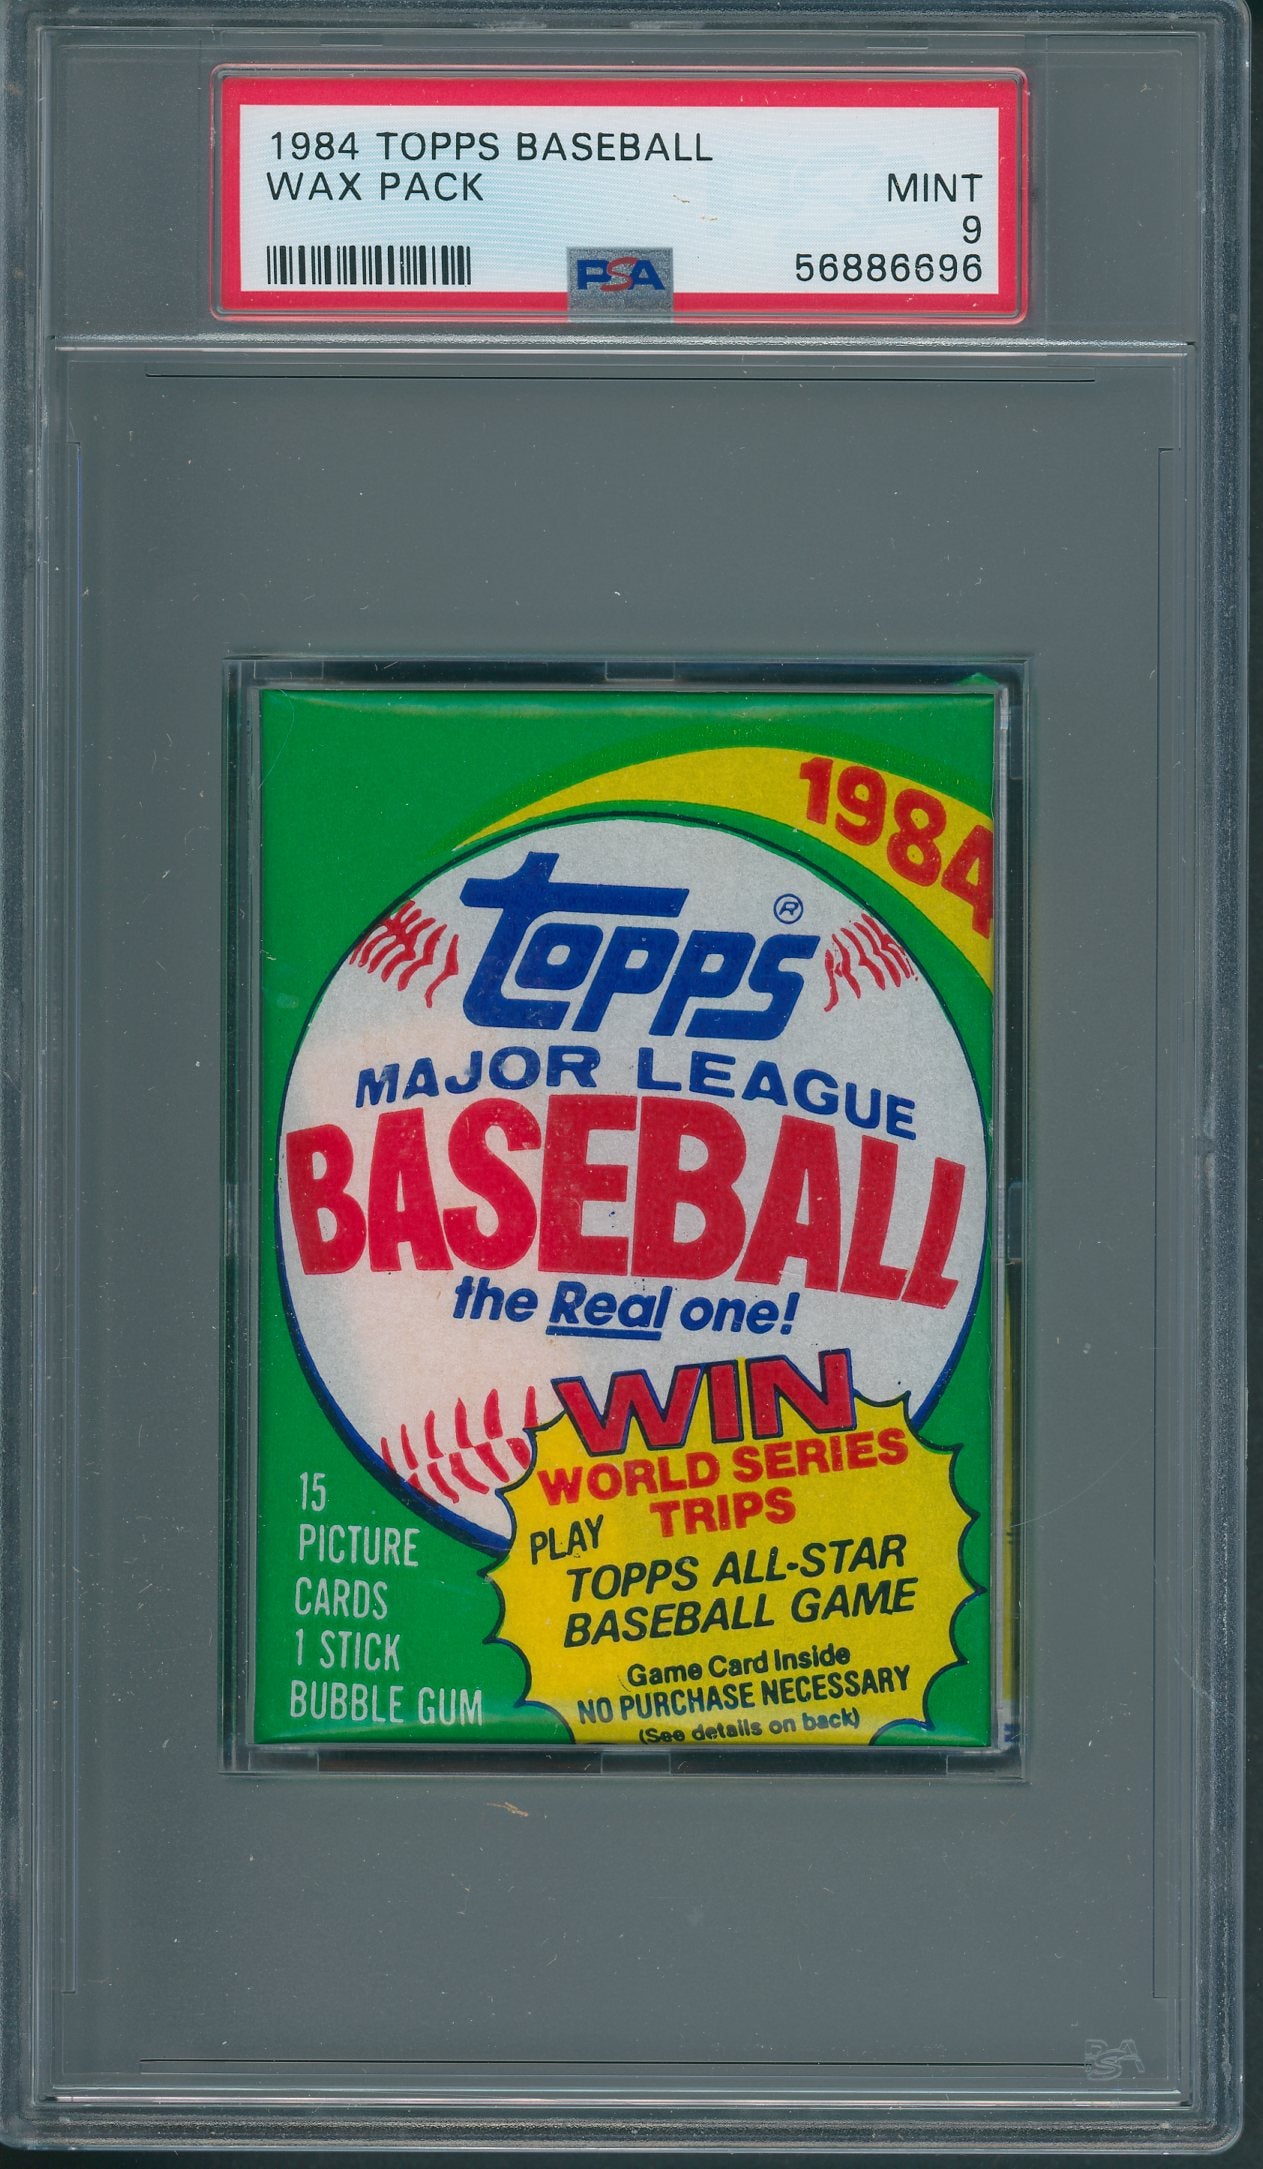 1984 TOPPS BASEBALL
WAX PACK
MINT
9
56886696
PSA
1984
Topps®
MAJOR LEAGUE
BASEBALL
the Real one!
WIN
WORLD SERIES
TRIPS
PLAY
TOPPS ALL-STAR
BASEBALL GAME
Game Card Inside
NO PURCHASE NECESSARY
(See details on back)
15
PICTURE
CARDS
1 STICK
BUBBLE GUM
PSA